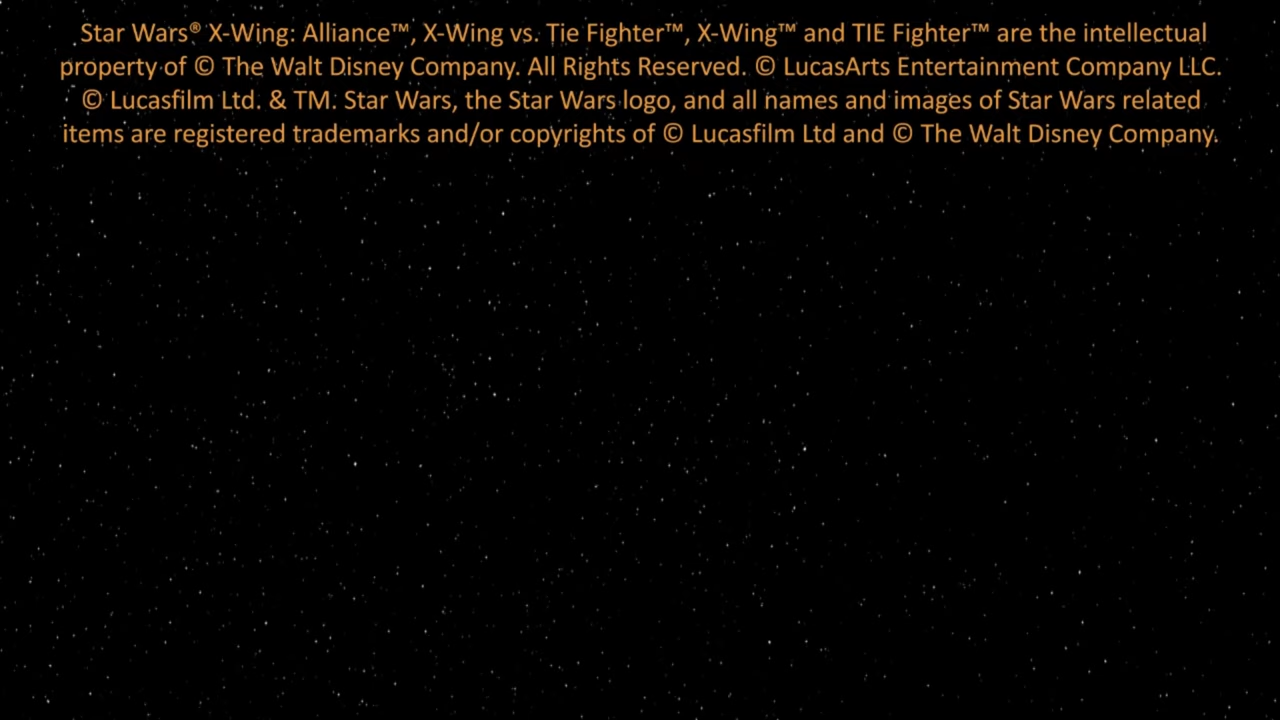 Star Wars® X-Wing: Alliance™, X-Wing vs. Tie Fighter™, X-Wing™ and TIE Fighter™ are the intellectual
property of © The Walt Disney Company. All Rights Reserved. © LucasArts Entertainment Company LLC.
© Lucasfilm Ltd. & TM. Star Wars, the Star Wars logo, and all names and images of Star Wars related
items are registered trademarks and/or copyrights of © Lucasfilm Ltd and © The Walt Disney Company.